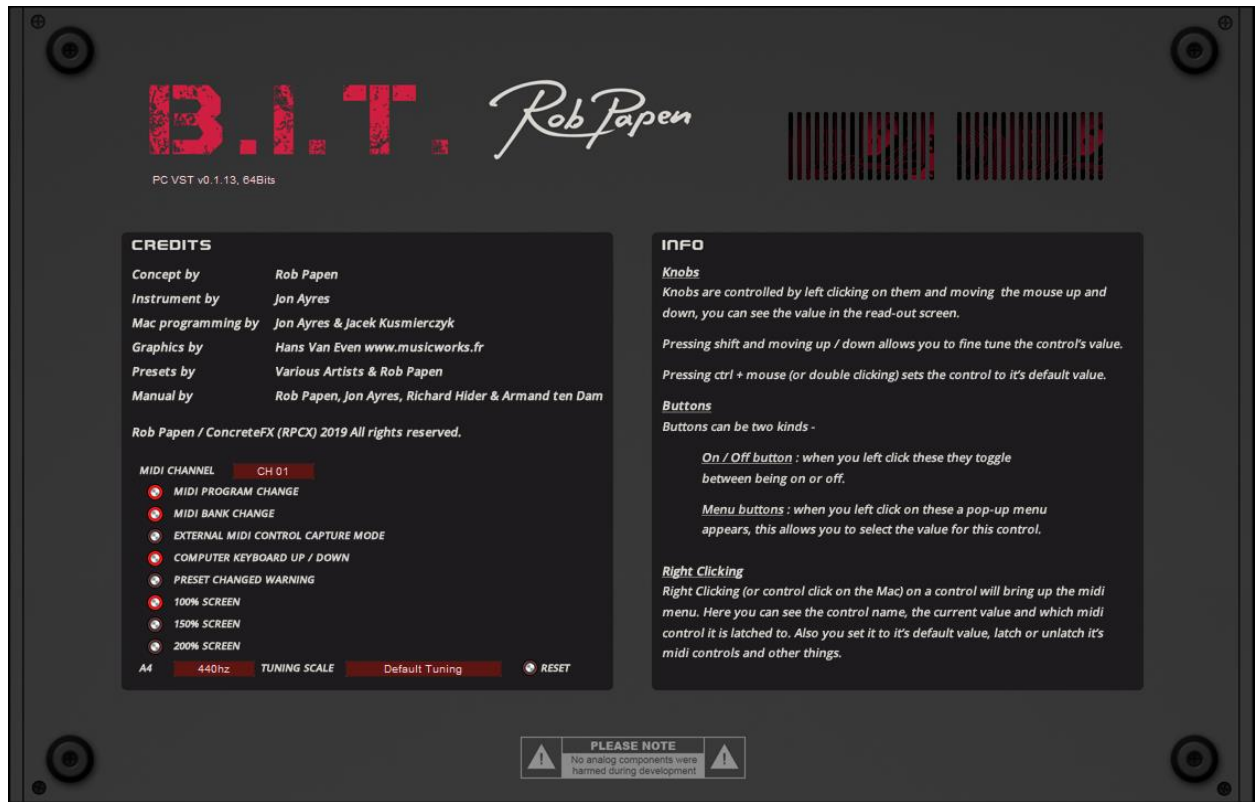 B.I.T. Rob Papen
PC VST v0.1.13, 64Bits
CREDITS
Concept by Rob Papen
Instrument by Jon Ayres
Mac programming by Jon Ayres & Jacek Kusmierczyk
Graphics by Hans Van Even www.musicworks.fr
Presets by Various Artists & Rob Papen
Manual by Rob Papen, Jon Ayres, Richard Hider & Armand ten Dam
Rob Papen / ConcreteFX (RPCX) 2019 All rights reserved.
MIDI CHANNEL CH 01
MIDI PROGRAM CHANGE
MIDI BANK CHANGE
EXTERNAL MIDI CONTROL CAPTURE MODE
COMPUTER KEYBOARD UP / DOWN
PRESET CHANGED WARNING
100% SCREEN
150% SCREEN
200% SCREEN
A4 440hz TUNING SCALE Default Tuning RESET
INFO
Knobs
Knobs are controlled by left clicking on them and moving the mouse up and
down, you can see the value in the read-out screen.
Pressing shift and moving up / down allows you to fine tune the control's value.
Pressing ctrl + mouse (or double clicking) sets the control to it's default value.
Buttons
Buttons can be two kinds -
On / Off button : when you left click these they toggle
between being on or off.
Menu buttons : when you left click on these a pop-up menu
appears, this allows you to select the value for this control.
Right Clicking
Right Clicking (or control click on the Mac) on a control will bring up the midi
menu. Here you can see the control name, the current value and which midi
control it is latched to. Also you set it to it's default value, latch or unlatch it's
midi controls and other things.
PLEASE NOTE
No analog components were
harmed during development